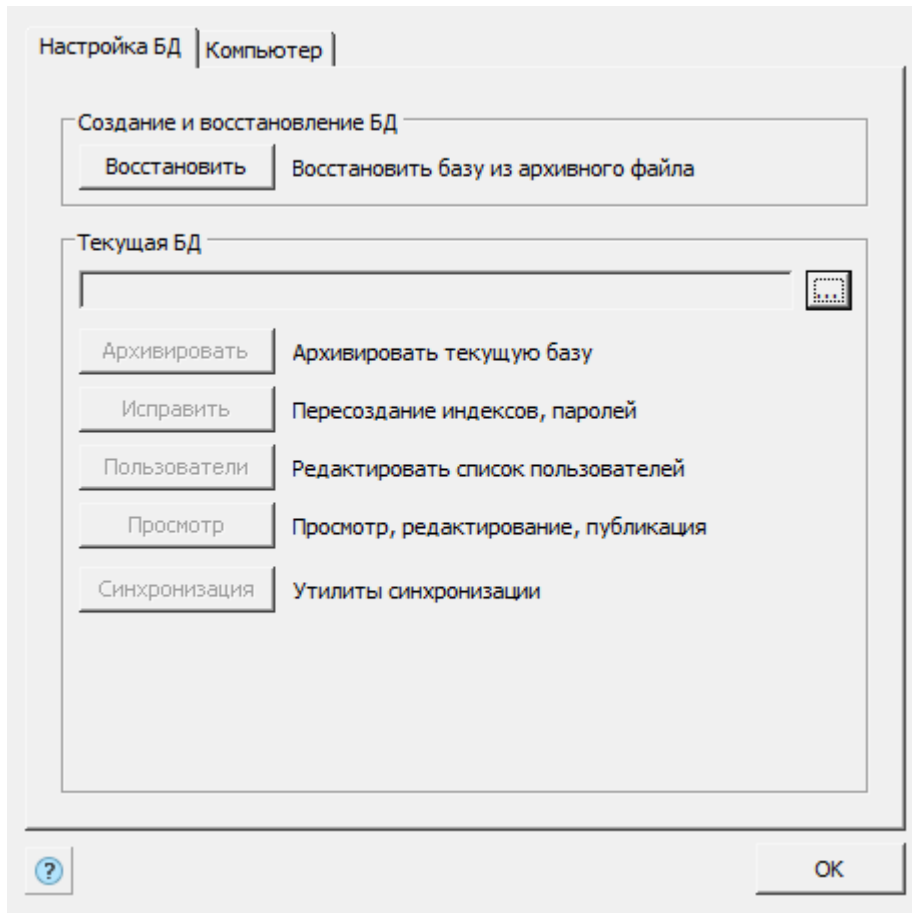 Настройка БД
Компьютер
Создание и восстановление БД
Восстановить Восстановить базу из архивного файла
Текущая БД
...
Архивировать Архивировать текущую базу
Исправить Пересоздание индексов, паролей
Пользователи Редактировать список пользователей
Просмотр Просмотр, редактирование, публикация
Синхронизация Утилиты синхронизации
? OK